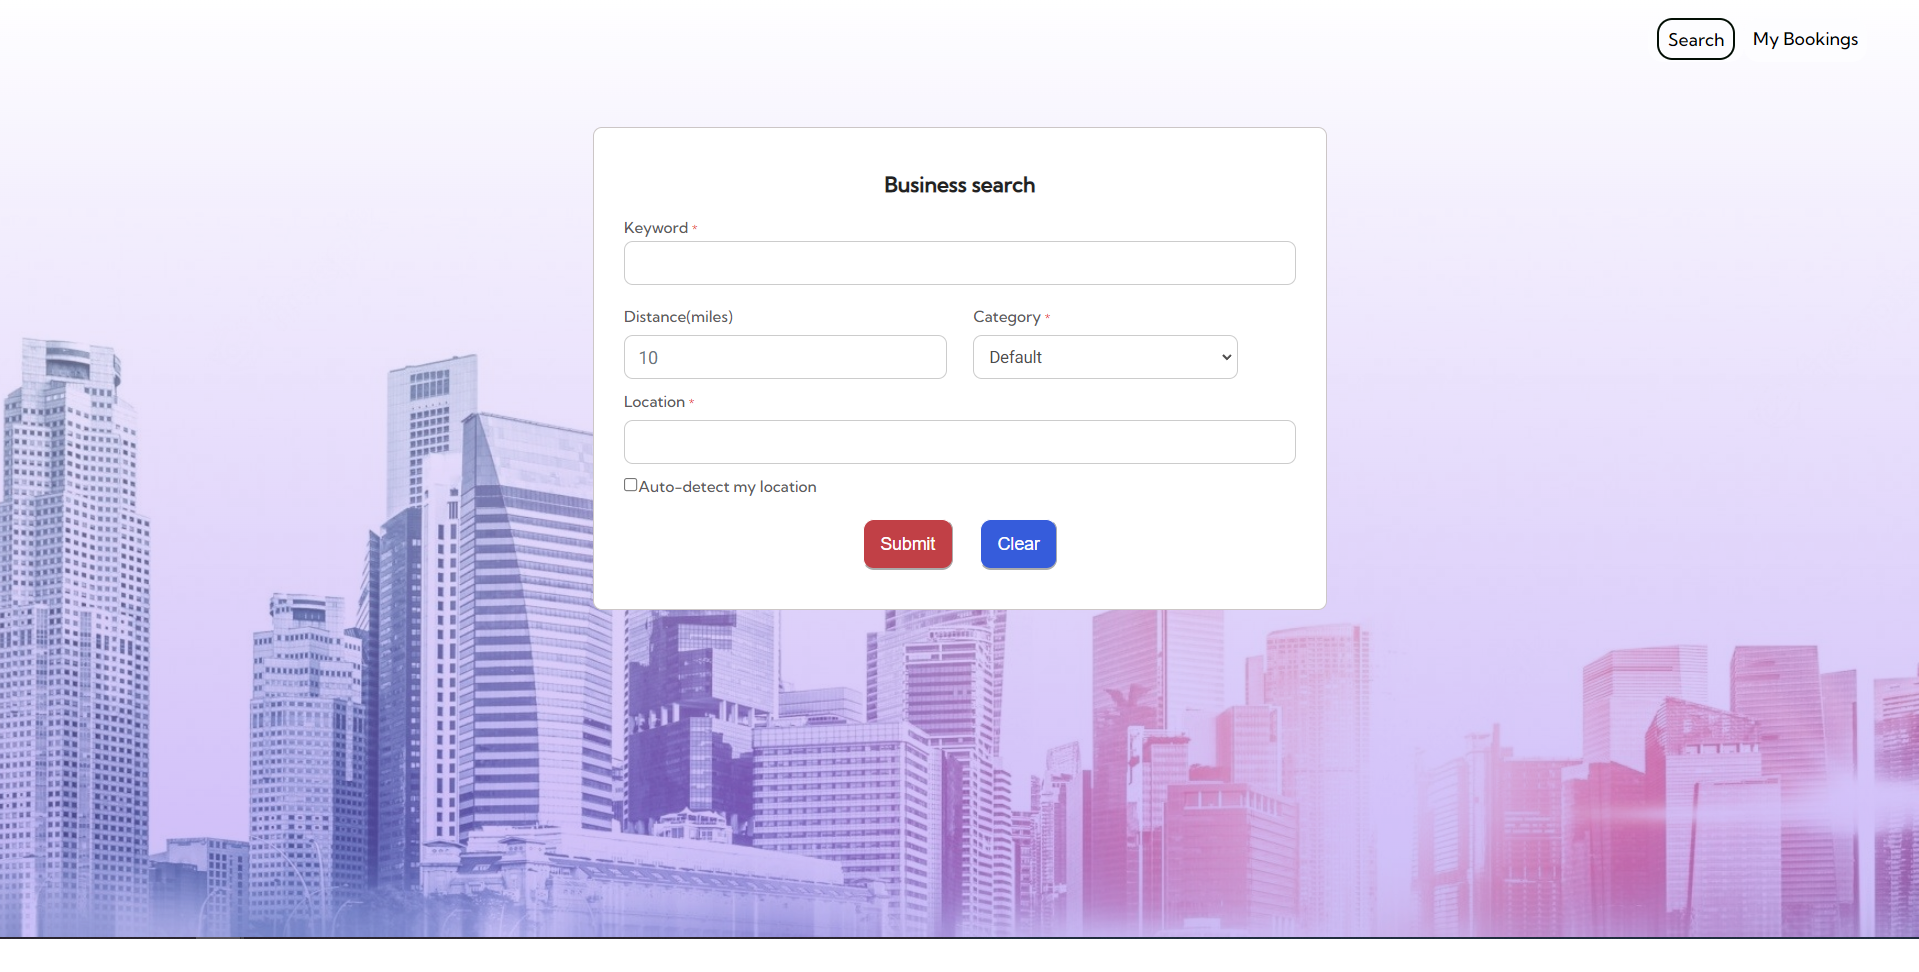 Search My Bookings
Business search
Keyword *
Distance(miles) Category *
10 Default
Location *
Auto-detect my location
Submit Clear